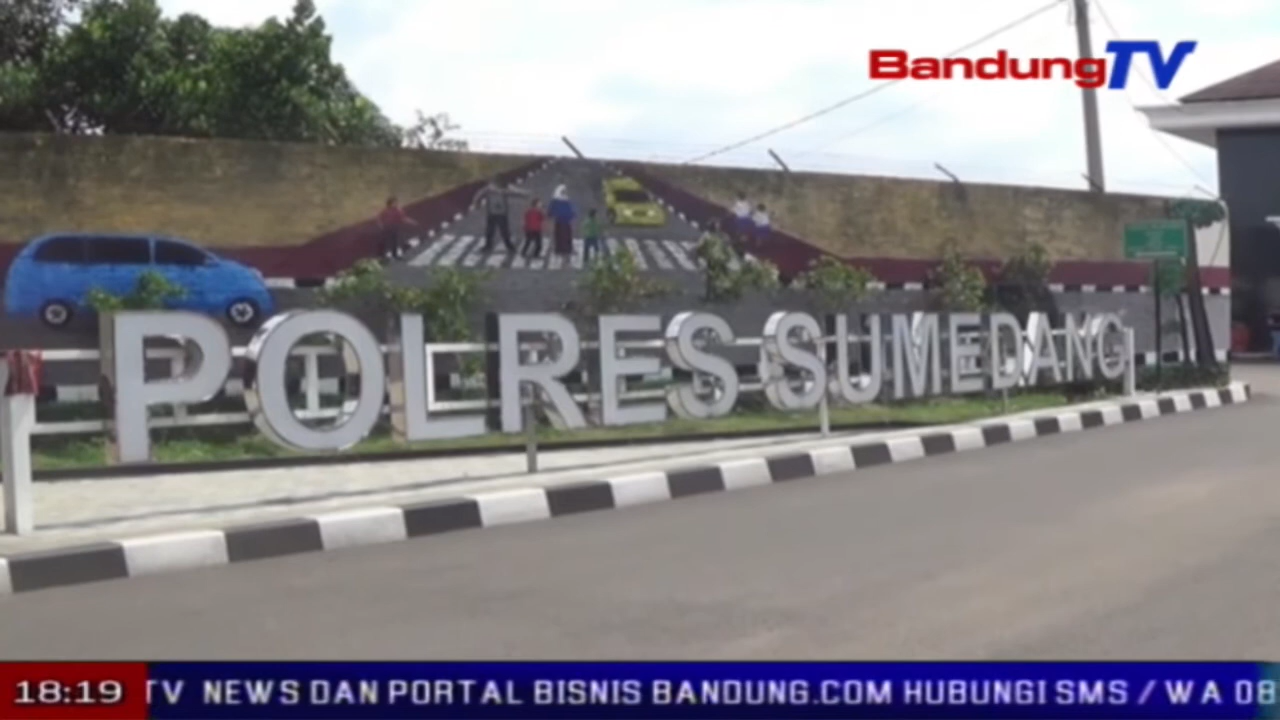 BandungTV
POLRES SUMEDANG
18:19 TV NEWS DAN PORTAL BISNIS BANDUNG.COM HUBUNGI SMS / WA 08